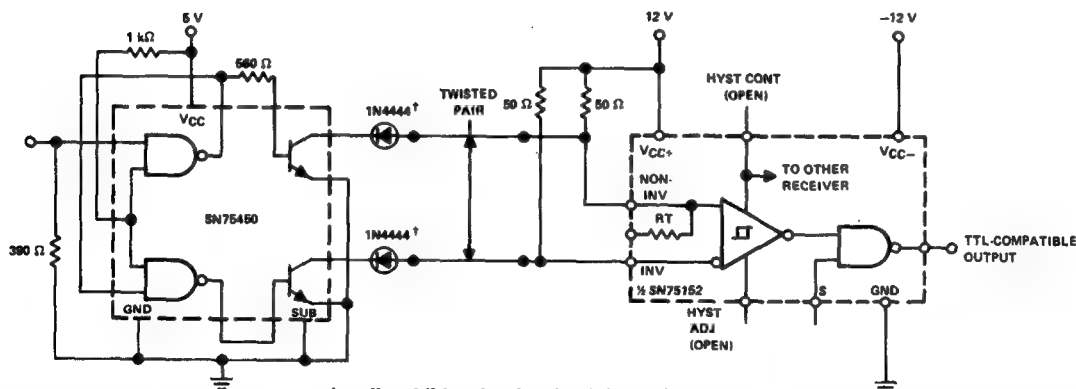 5 V
1 kΩ
560 Ω
VCC
SN75450
390 Ω
GND
SUB
1N4444†
1N4444†
TWISTED
PAIR
50 Ω
50 Ω
12 V
-12 V
HYST CONT
(OPEN)
VCC+
VCC-
TO OTHER
RECEIVER
NON-
INV
RT
INV
½ SN75152
HYST
ADJ
(OPEN)
S
GND
TTL-COMPATIBLE
OUTPUT